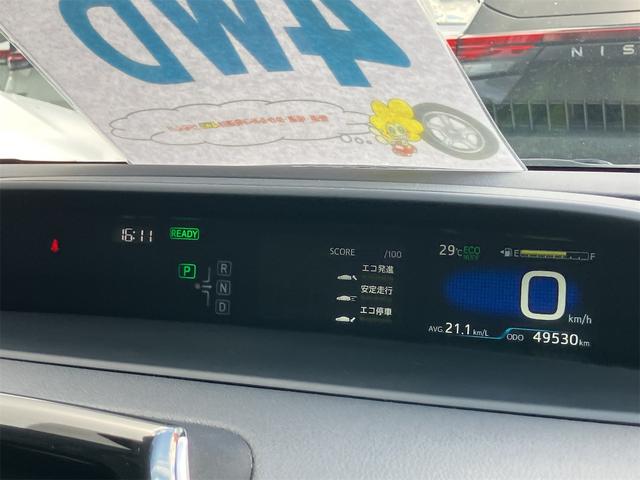 4WD
NIS
16:11
READY
P
R
N
D
SCORE /100
エコ発進
安定走行
エコ停車
29℃
ECO
MODE
E F
0 km/h
AVG. 21.1 km/L
ODO 49530 km